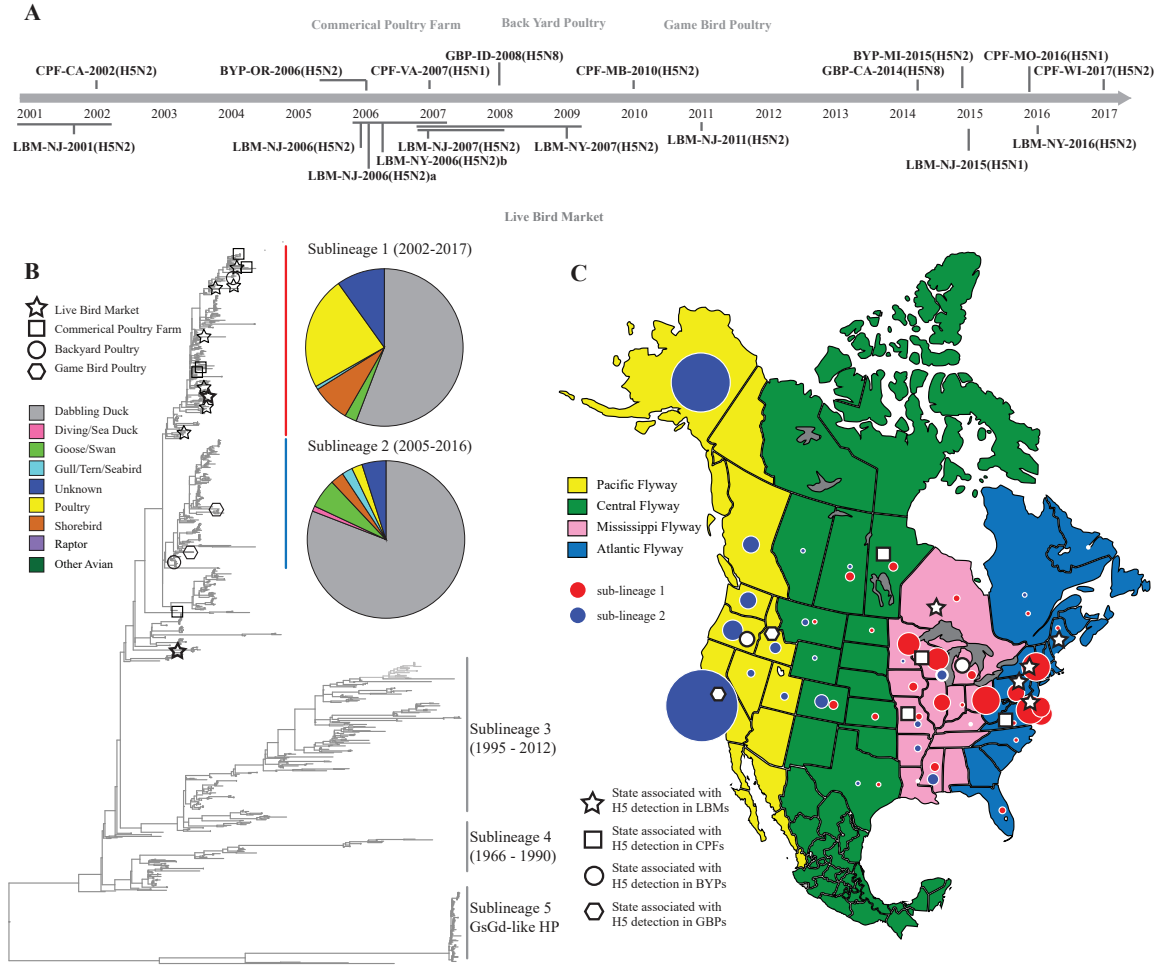 A
Commerical Poultry Farm
Back Yard Poultry
Game Bird Poultry
GBP-ID-2008(H5N8)
BYP-MI-2015(H5N2)
CPF-MO-2016(H5N1)
CPF-CA-2002(H5N2)
BYP-OR-2006(H5N2)
CPF-VA-2007(H5N1)
CPF-MB-2010(H5N2)
GBP-CA-2014(H5N8)
CPF-WI-2017(H5N2)
2001 2002 2003 2004 2005 2006 2007 2008 2009 2010 2011 2012 2013 2014 2015 2016 2017
LBM-NJ-2001(H5N2)
LBM-NJ-2006(H5N2)
LBM-NJ-2007(H5N2)
LBM-NY-2007(H5N2)
LBM-NJ-2011(H5N2)
LBM-NY-2016(H5N2)
LBM-NY-2006(H5N2)b
LBM-NJ-2015(H5N1)
LBM-NJ-2006(H5N2)a
Live Bird Market
B
Live Bird Market
Commerical Poultry Farm
Backyard Poultry
Game Bird Poultry
Dabbling Duck
Diving/Sea Duck
Goose/Swan
Gull/Tern/Seabird
Unknown
Poultry
Shorebird
Raptor
Other Avian
Sublineage 1 (2002-2017)
Sublineage 2 (2005-2016)
Sublineage 3
(1995 - 2012)
Sublineage 4
(1966 - 1990)
Sublineage 5
GsGd-like HP
C
Pacific Flyway
Central Flyway
Mississippi Flyway
Atlantic Flyway
sub-lineage 1
sub-lineage 2
State associated with
H5 detection in LBMs
State associated with
H5 detection in CPFs
State associated with
H5 detection in BYPs
State associated with
H5 detection in GBPs